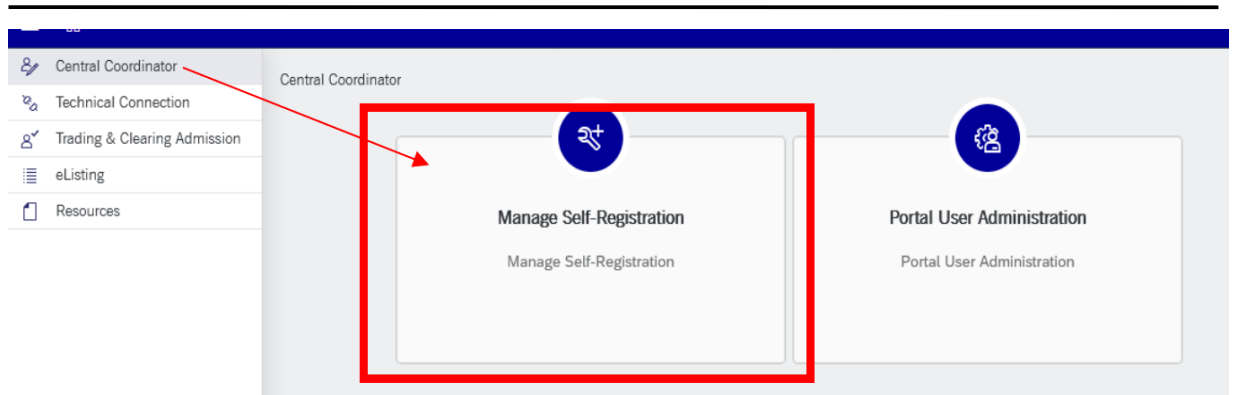 Central Coordinator
Technical Connection
Trading & Clearing Admission
eListing
Resources
Central Coordinator
Manage Self-Registration
Manage Self-Registration
Portal User Administration
Portal User Administration